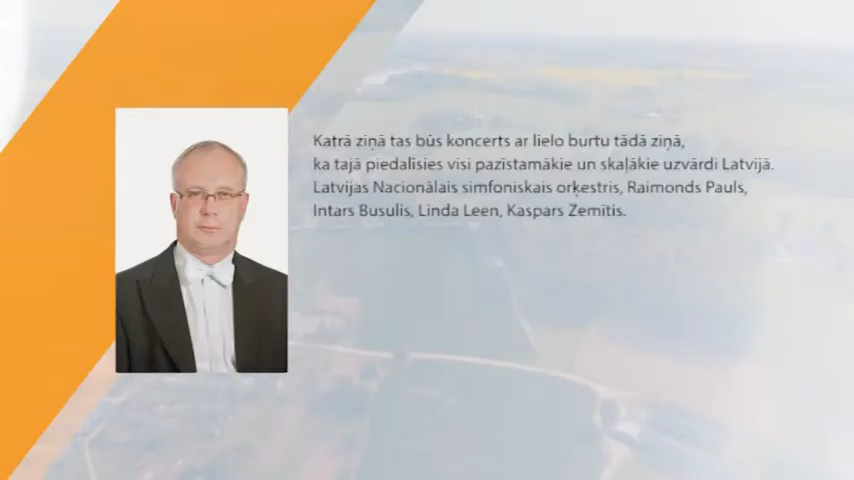 Katrā ziņā tas būs koncerts ar lielo burtu tādā ziņā,
ka tajā piedalīsies visi pazīstamākie un skaļākie uzvārdi Latvijā.
Latvijas Nacionālais simfoniskais orķestris, Raimonds Pauls,
Intars Busulis, Linda Leen, Kaspars Zemītis.